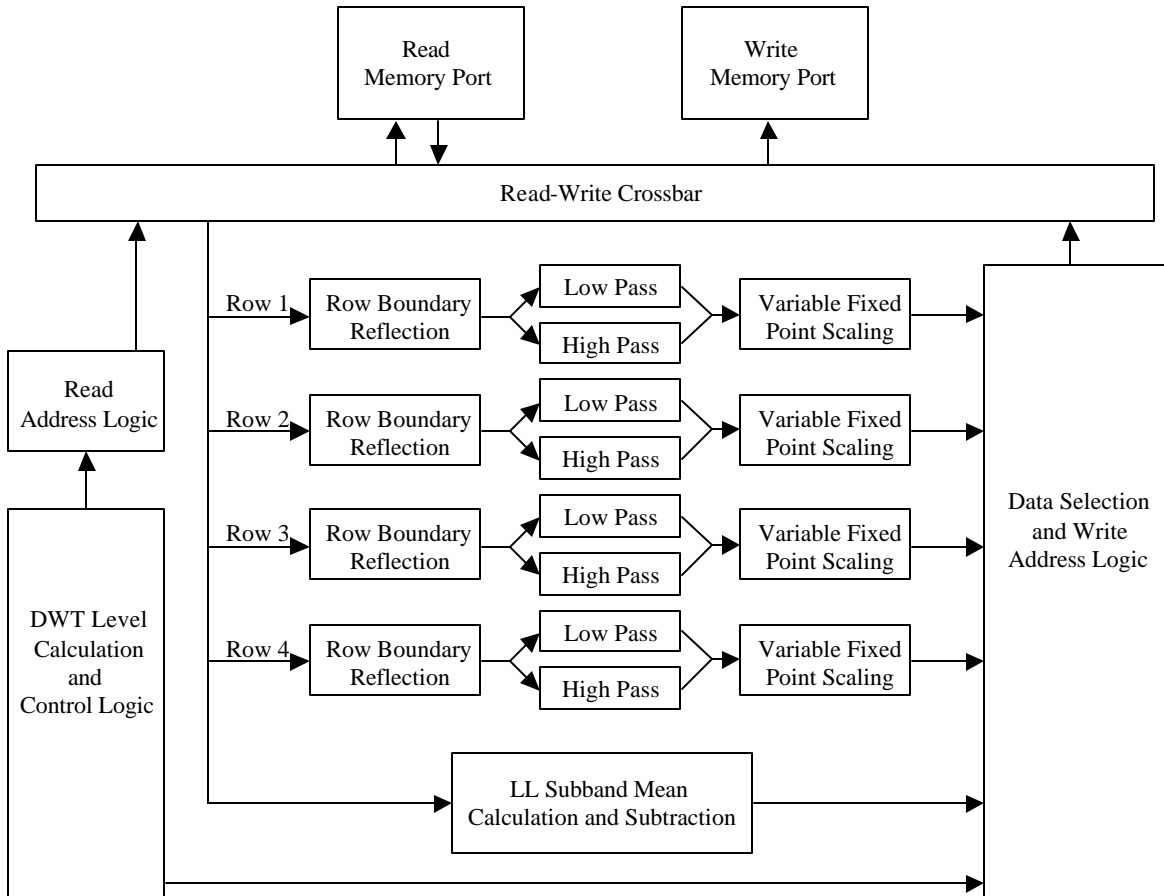 Read
Memory Port
Write
Memory Port
Read-Write Crossbar
Row 1
Row Boundary
Reflection
Low Pass
High Pass
Variable Fixed
Point Scaling
Read
Address Logic
Row 2
Row Boundary
Reflection
Low Pass
High Pass
Variable Fixed
Point Scaling
Row 3
Row Boundary
Reflection
Low Pass
High Pass
Variable Fixed
Point Scaling
Data Selection
and Write
Address Logic
DWT Level
Calculation
and
Control Logic
Row 4
Row Boundary
Reflection
Low Pass
High Pass
Variable Fixed
Point Scaling
LL Subband Mean
Calculation and Subtraction